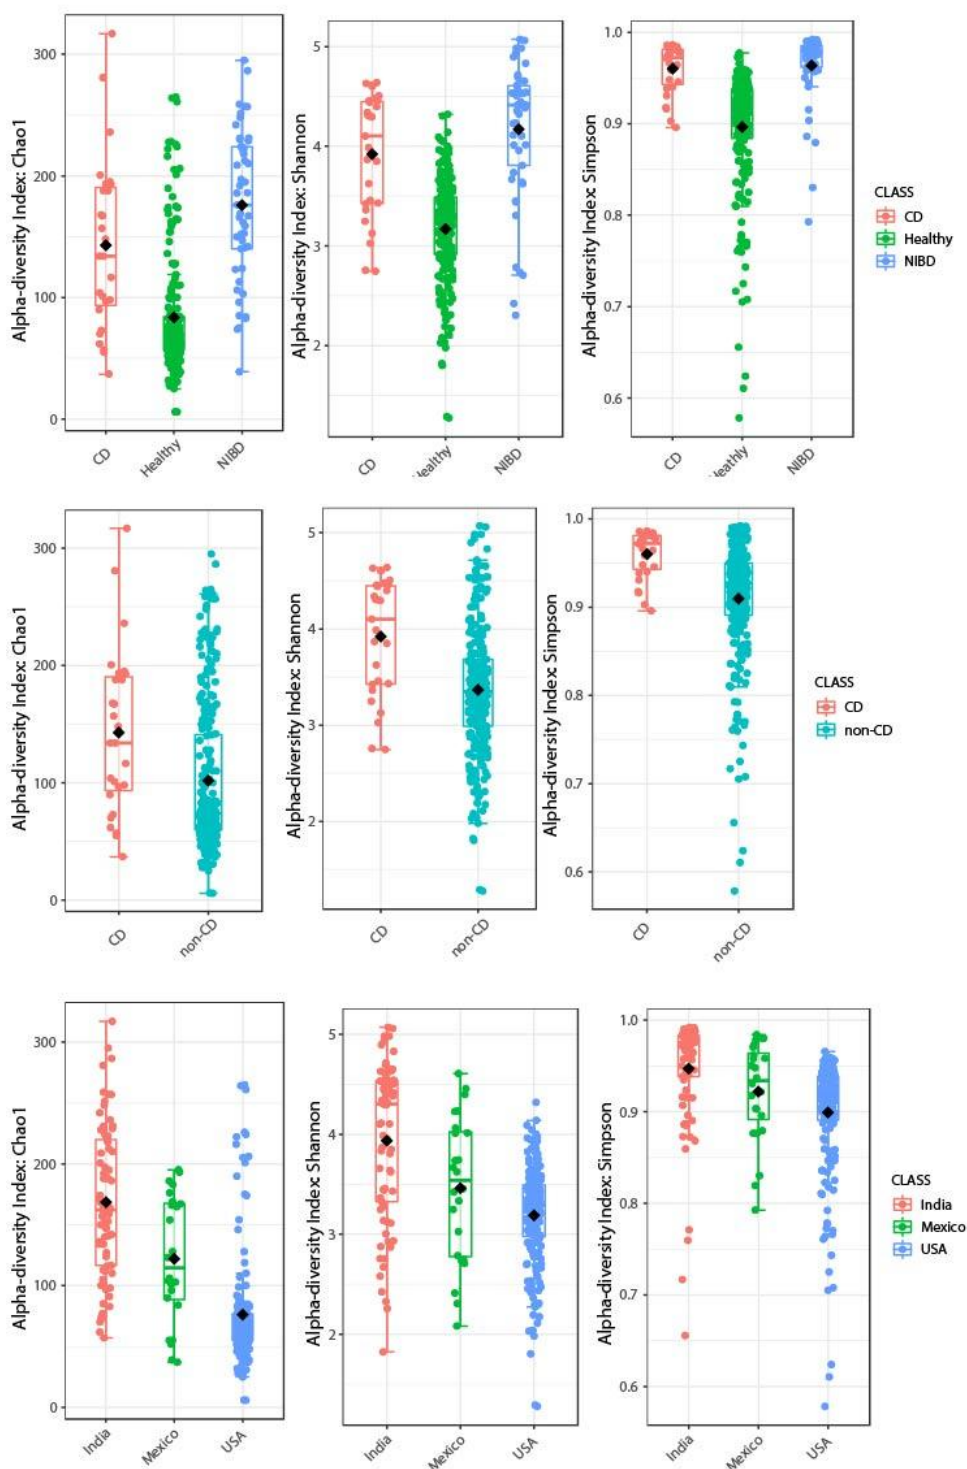 Alpha-diversity Index: Chao1
300
200
100
0
CD
Healthy
NIBD
Alpha-diversity Index: Shannon
5
4
3
2
CD
Healthy
NIBD
Alpha-diversity Index: Simpson
1.0
0.9
0.8
0.7
0.6
CD
Heathly
NIBD
CLASS
CD
Healthy
NIBD
Alpha-diversity Index: Chao1
300
200
100
0
CD
non-CD
Alpha-diversity Index: Shannon
5
4
3
2
CD
non-CD
Alpha-diversity Index: Simpson
1.0
0.9
0.8
0.7
0.6
CD
non-CD
CLASS
CD
non-CD
Alpha-diversity Index: Chao1
300
200
100
0
India
Mexico
USA
Alpha-diversity Index: Shannon
5
4
3
2
India
Mexico
USA
Alpha-diversity Index: Simpson
1.0
0.9
0.8
0.7
0.6
India
Mexico
USA
CLASS
India
Mexico
USA